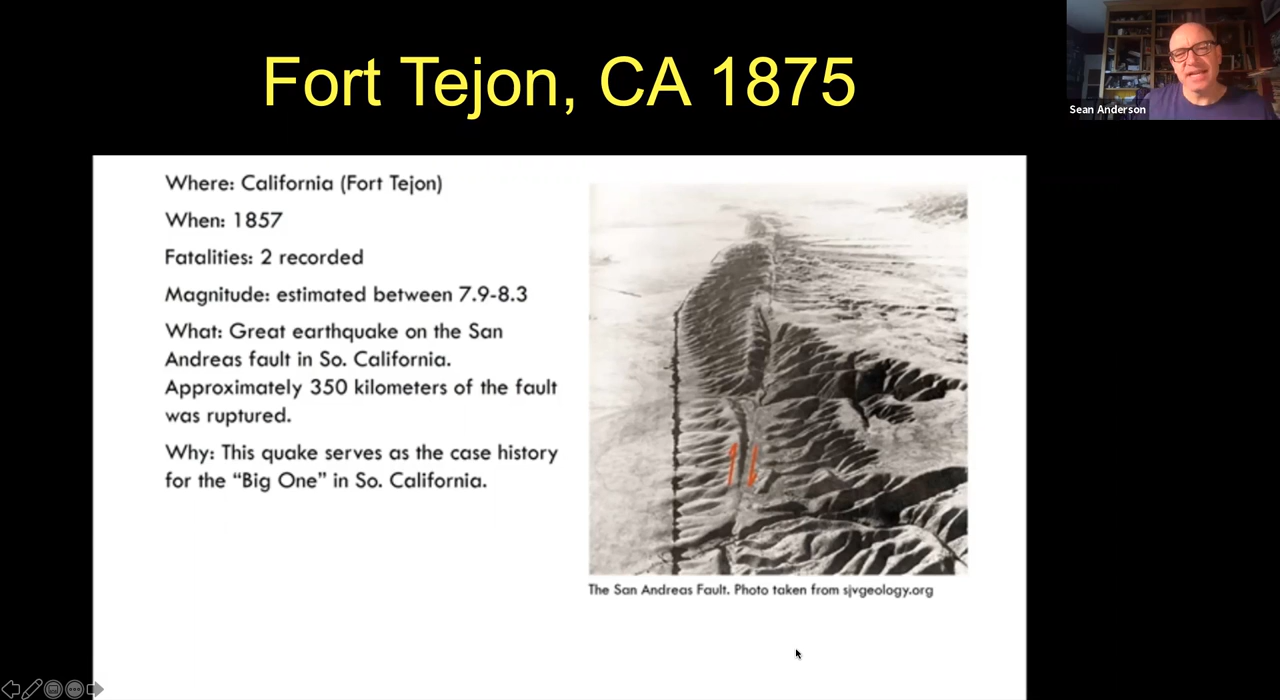 Fort Tejon, CA 1875
Sean Anderson
Where: California (Fort Tejon)
When: 1857
Fatalities: 2 recorded
Magnitude: estimated between 7.9-8.3
What: Great earthquake on the San
Andreas fault in So. California.
Approximately 350 kilometers of the fault
was ruptured.
Why: This quake serves as the case history
for the “Big One” in So. California.
The San Andreas Fault. Photo taken from sjvgeology.org